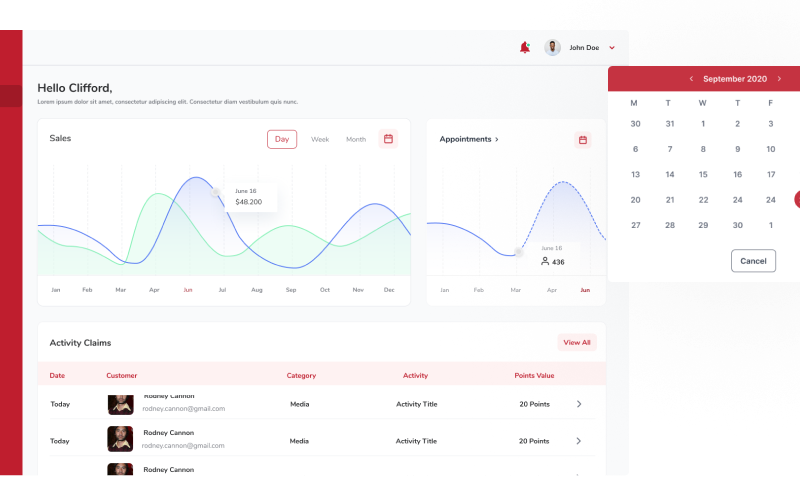 John Doe
Hello Clifford,
Lorem ipsum dolor sit amet, consectetur adipiscing elit. Consectetur diam vestibulum quis nunc.
Sales
Day Week Month
June 16
$48.200
Jan Feb Mar Apr Jun Jul Aug Sep Oct Nov Dec
Appointments >
June 16
436
Jan Feb Mar Apr Jun
< September 2020 >
M T W T F
30 31 1 2 3
6 7 8 9 10
13 14 15 16 17
20 21 22 24 24
27 28 29 30 1
Cancel
Activity Claims
View All
Date Customer Category Activity Points Value
Rodney Cannon
Today rodney.cannon@gmail.com Media Activity Title 20 Points >
Rodney Cannon
Today rodney.cannon@gmail.com Media Activity Title 20 Points >
Rodney Cannon